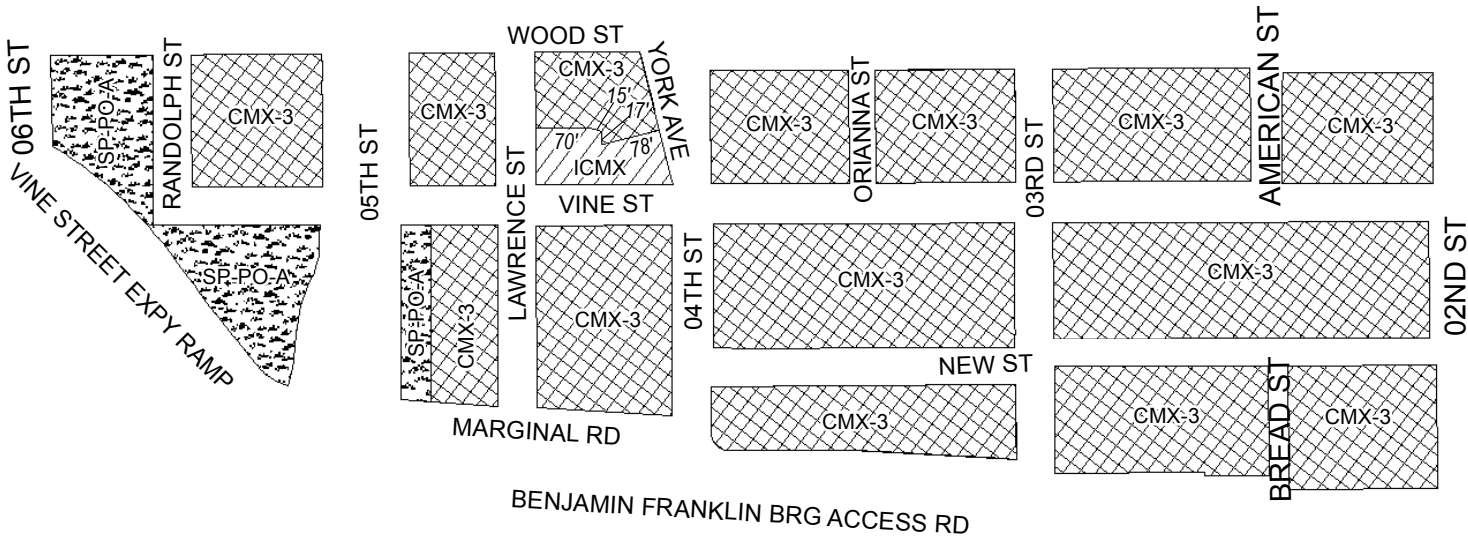 06TH ST
SP-PO-A
RANDOLPH ST
CMX-3
05TH ST
CMX-3
WOOD ST
CMX-3
YORK AVE
15'
17'
70'
78'
ICMX
LAWRENCE ST
VINE ST
CMX-3
ORIANNA ST
CMX-3
03RD ST
CMX-3
AMERICAN ST
CMX-3
VINE STREET EXPY RAMP
SP-PO-A
SP-PO-A
CMX-3
CMX-3
04TH ST
CMX-3
CMX-3
02ND ST
NEW ST
MARGINAL RD
CMX-3
CMX-3
BREAD ST
CMX-3
BENJAMIN FRANKLIN BRG ACCESS RD